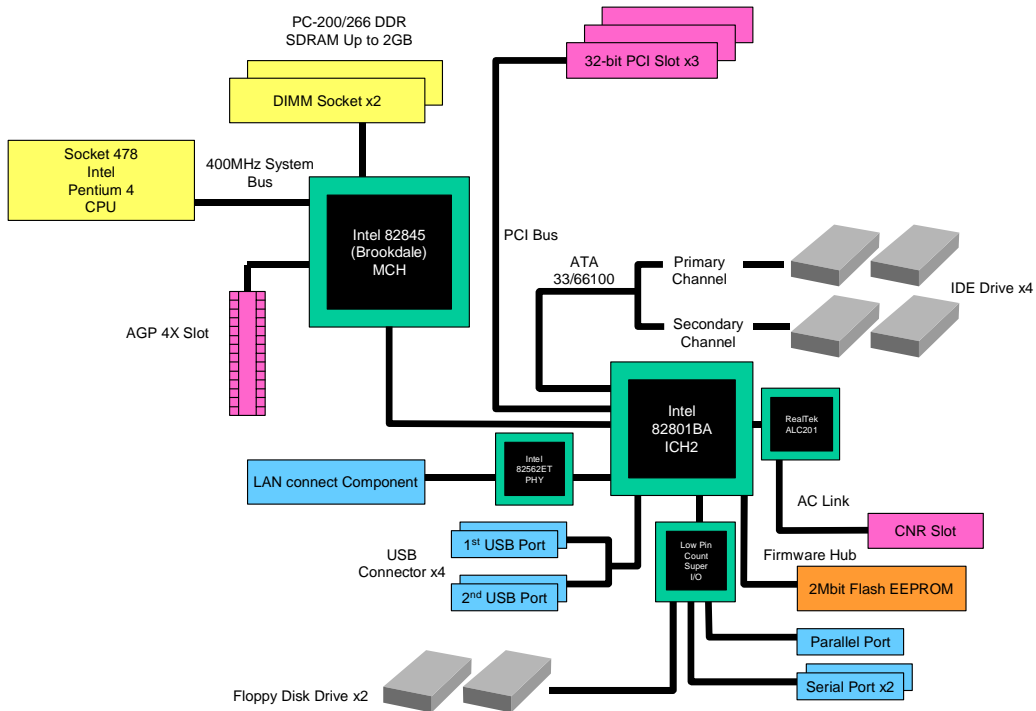 PC-200/266 DDR
SDRAM Up to 2GB
32-bit PCI Slot x3
DIMM Socket x2
Socket 478
Intel
Pentium 4
CPU
400MHz System
Bus
Intel 82845
(Brookdale)
MCH
PCI Bus
ATA
33/66100
Primary
Channel
IDE Drive x4
Secondary
Channel
AGP 4X Slot
Intel
82801BA
ICH2
RealTek
ALC201
Intel
82562ET
PHY
LAN connect Component
AC Link
CNR Slot
1st USB Port
USB
Connector x4
2nd USB Port
Low Pin
Count
Super
I/O
Firmware Hub
2Mbit Flash EEPROM
Parallel Port
Serial Port x2
Floppy Disk Drive x2